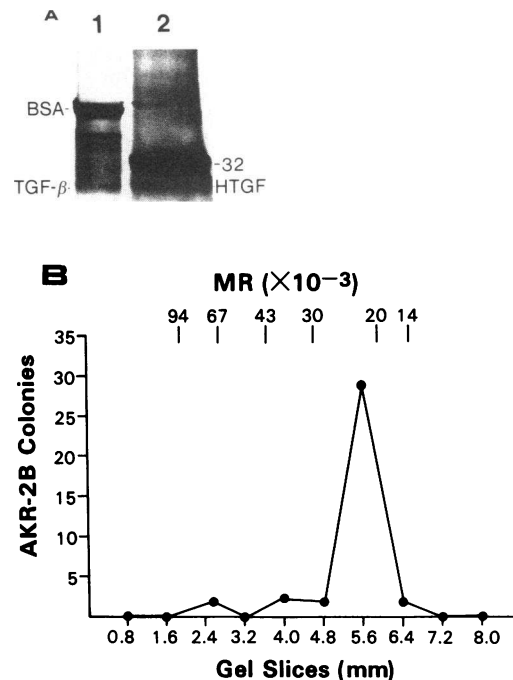 A 1 2
BSA-
-32
TGF-β- HTGF
B MR (×10⁻³)
94 67 43 30 20 14
35
30
25
20
15
10
5
AKR-2B Colonies
0.8 1.6 2.4 3.2 4.0 4.8 5.6 6.4 7.2 8.0
Gel Slices (mm)